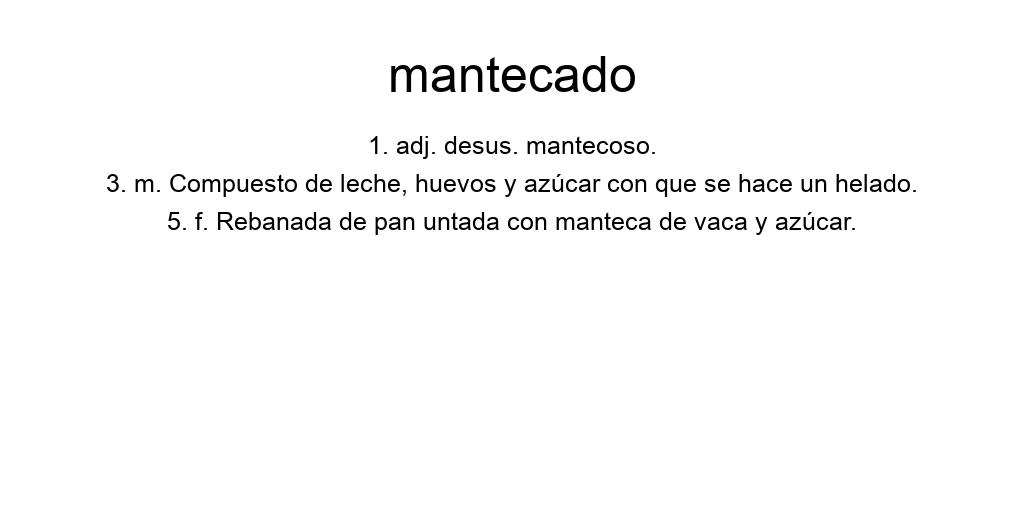 mantecado
1. adj. desus. mantecoso.
3. m. Compuesto de leche, huevos y azúcar con que se hace un helado.
5. f. Rebanada de pan untada con manteca de vaca y azúcar.